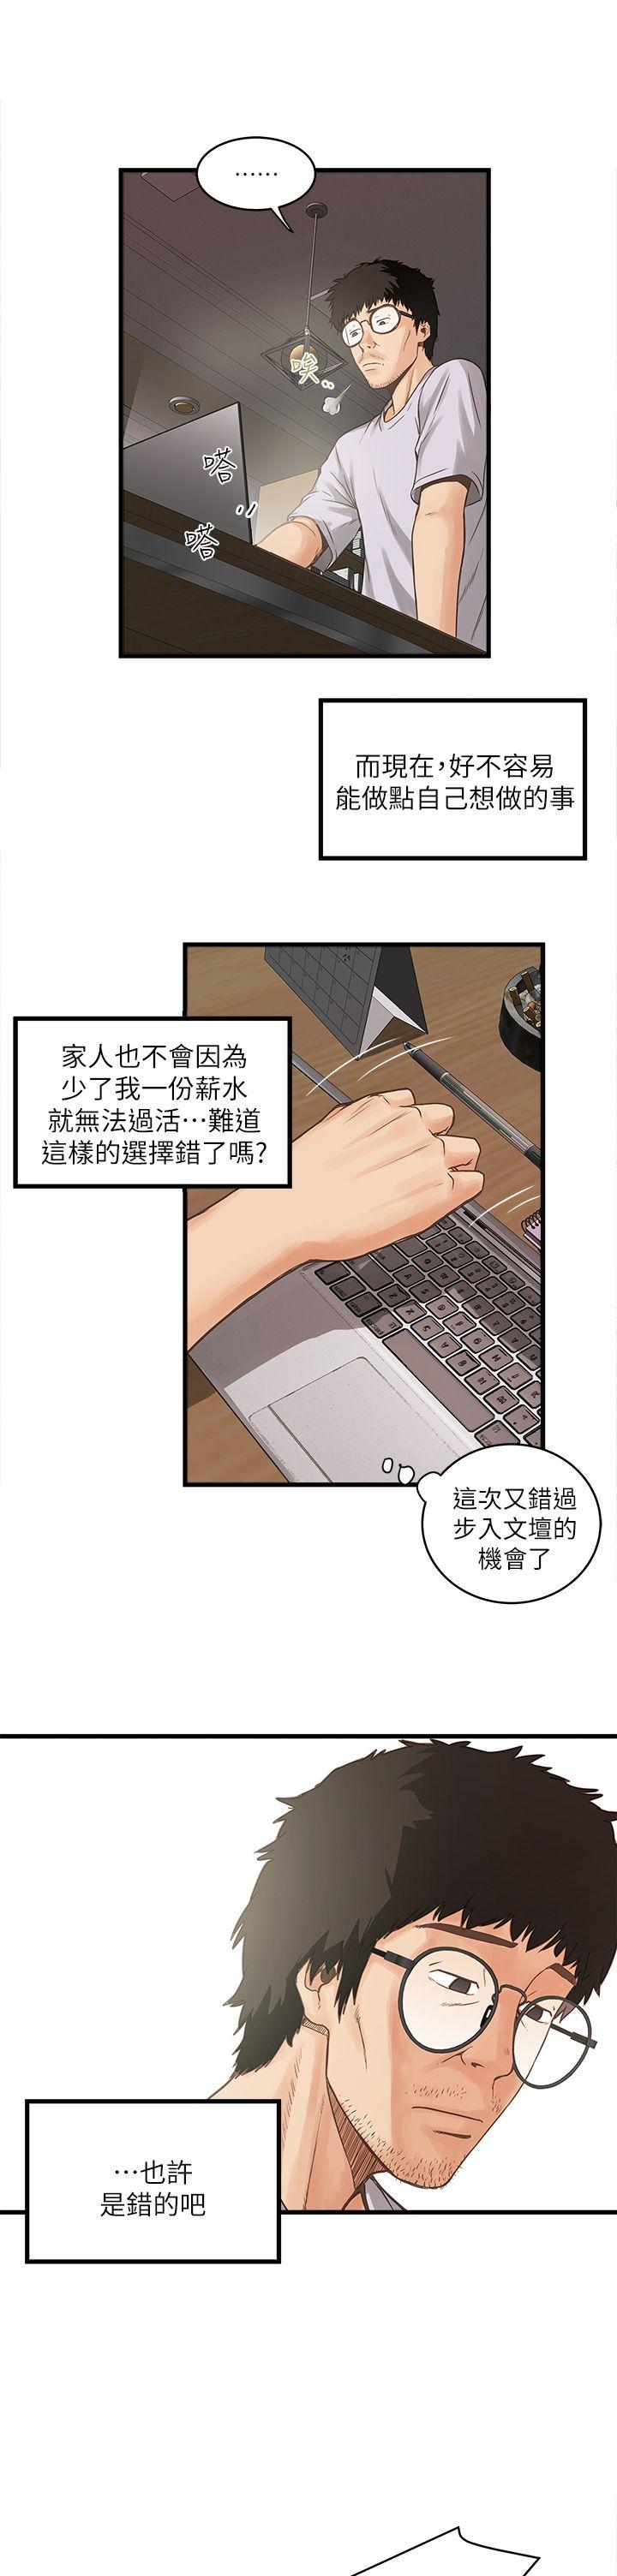 ……
唉..
嗒
嗒
而現在，好不容易
能做點自己想做的事
家人也不會因為
少了我一份薪水
就無法過活…難道
這樣的選擇錯了嗎?
這次又錯過
步入文壇的
機會了
…也許
是錯的吧